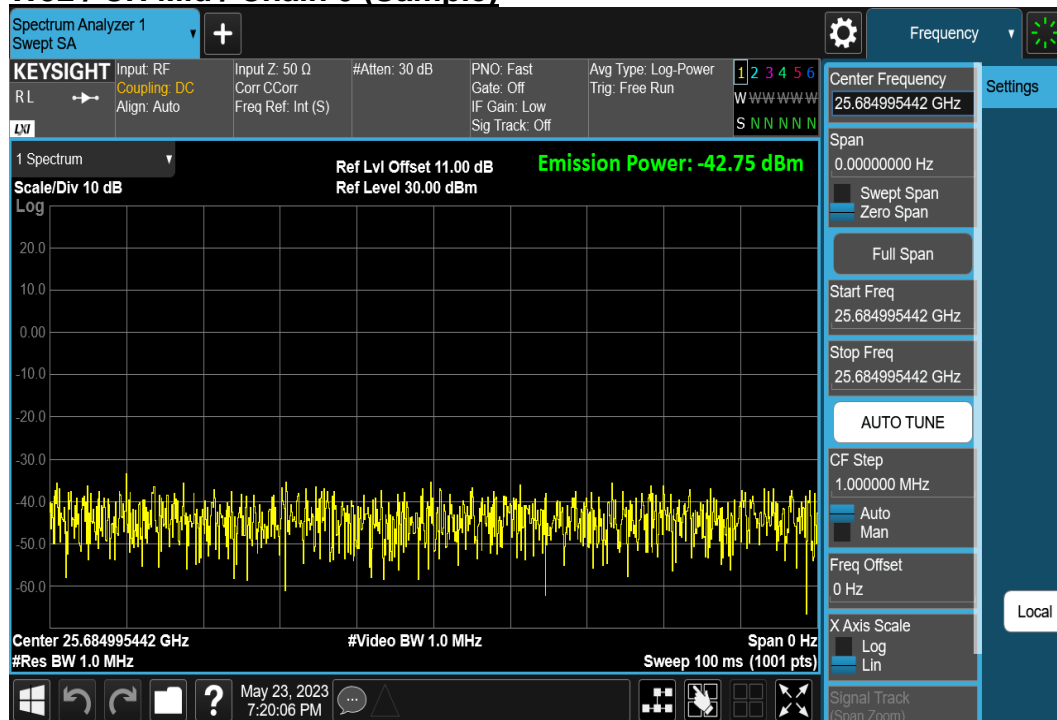 Spectrum Analyzer 1
Swept SA
Frequency
KEYSIGHT
RL
LXI
Input: RF
Coupling: DC
Align: Auto
Input Z: 50 Ω
Corr CCorr
Freq Ref: Int (S)
#Atten: 30 dB
PNO: Fast
Gate: Off
IF Gain: Low
Sig Track: Off
Avg Type: Log-Power
Trig: Free Run
1 2 3 4 5 6
W W W W W W
S N N N N N
1 Spectrum
Scale/Div 10 dB
Log
Ref Lvl Offset 11.00 dB
Ref Level 30.00 dBm
Emission Power: -42.75 dBm
20.0
10.0
0.00
-10.0
-20.0
-30.0
-40.0
-50.0
-60.0
Center 25.684995442 GHz
#Res BW 1.0 MHz
#Video BW 1.0 MHz
Span 0 Hz
Sweep 100 ms (1001 pts)
Center Frequency
25.684995442 GHz
Span
0.00000000 Hz
Swept Span
Zero Span
Full Span
Start Freq
25.684995442 GHz
Stop Freq
25.684995442 GHz
AUTO TUNE
CF Step
1.000000 MHz
Auto
Man
Freq Offset
0 Hz
X Axis Scale
Log
Lin
Signal Track
(Span Zoom)
Settings
Local
?
May 23, 2023
7:20:06 PM